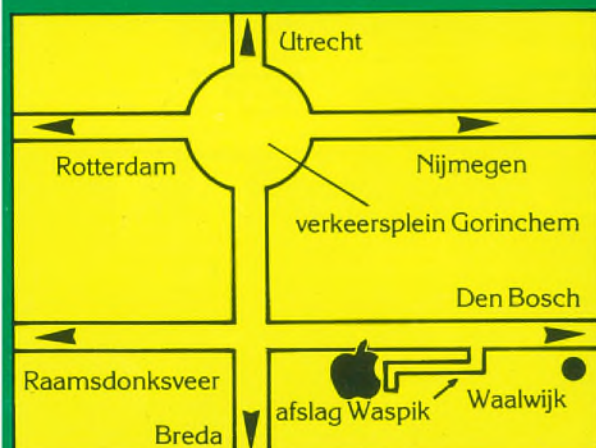 Utrecht
Rotterdam
Nijmegen
verkeersplein Gorinchem
Den Bosch
Raamsdonksveer
afslag Waspik
Waalwijk
Breda